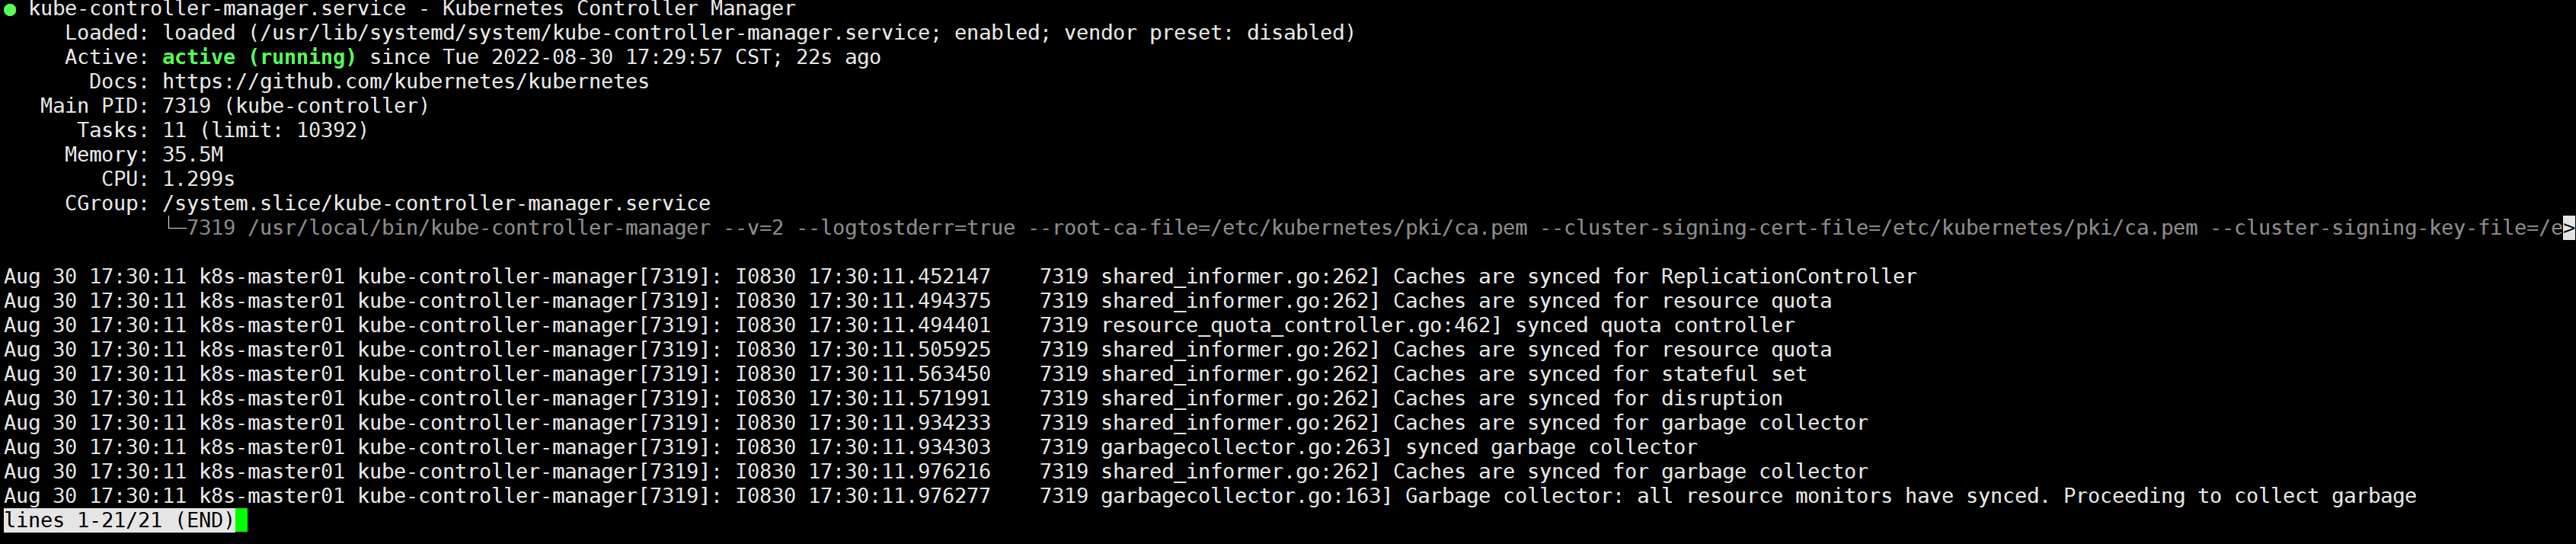 ● kube-controller-manager.service - Kubernetes Controller Manager
     Loaded: loaded (/usr/lib/systemd/system/kube-controller-manager.service; enabled; vendor preset: disabled)
     Active: active (running) since Tue 2022-08-30 17:29:57 CST; 22s ago
       Docs: https://github.com/kubernetes/kubernetes
   Main PID: 7319 (kube-controller)
      Tasks: 11 (limit: 10392)
     Memory: 35.5M
        CPU: 1.299s
     CGroup: /system.slice/kube-controller-manager.service
             └─7319 /usr/local/bin/kube-controller-manager --v=2 --logtostderr=true --root-ca-file=/etc/kubernetes/pki/ca.pem --cluster-signing-cert-file=/etc/kubernetes/pki/ca.pem --cluster-signing-key-file=/e>
Aug 30 17:30:11 k8s-master01 kube-controller-manager[7319]: I0830 17:30:11.452147    7319 shared_informer.go:262] Caches are synced for ReplicationController
Aug 30 17:30:11 k8s-master01 kube-controller-manager[7319]: I0830 17:30:11.494375    7319 shared_informer.go:262] Caches are synced for resource quota
Aug 30 17:30:11 k8s-master01 kube-controller-manager[7319]: I0830 17:30:11.494401    7319 resource_quota_controller.go:462] synced quota controller
Aug 30 17:30:11 k8s-master01 kube-controller-manager[7319]: I0830 17:30:11.505925    7319 shared_informer.go:262] Caches are synced for resource quota
Aug 30 17:30:11 k8s-master01 kube-controller-manager[7319]: I0830 17:30:11.563450    7319 shared_informer.go:262] Caches are synced for stateful set
Aug 30 17:30:11 k8s-master01 kube-controller-manager[7319]: I0830 17:30:11.571991    7319 shared_informer.go:262] Caches are synced for disruption
Aug 30 17:30:11 k8s-master01 kube-controller-manager[7319]: I0830 17:30:11.934233    7319 shared_informer.go:262] Caches are synced for garbage collector
Aug 30 17:30:11 k8s-master01 kube-controller-manager[7319]: I0830 17:30:11.934303    7319 garbagecollector.go:263] synced garbage collector
Aug 30 17:30:11 k8s-master01 kube-controller-manager[7319]: I0830 17:30:11.976216    7319 shared_informer.go:262] Caches are synced for garbage collector
Aug 30 17:30:11 k8s-master01 kube-controller-manager[7319]: I0830 17:30:11.976277    7319 garbagecollector.go:163] Garbage collector: all resource monitors have synced. Proceeding to collect garbage
lines 1-21/21 (END)